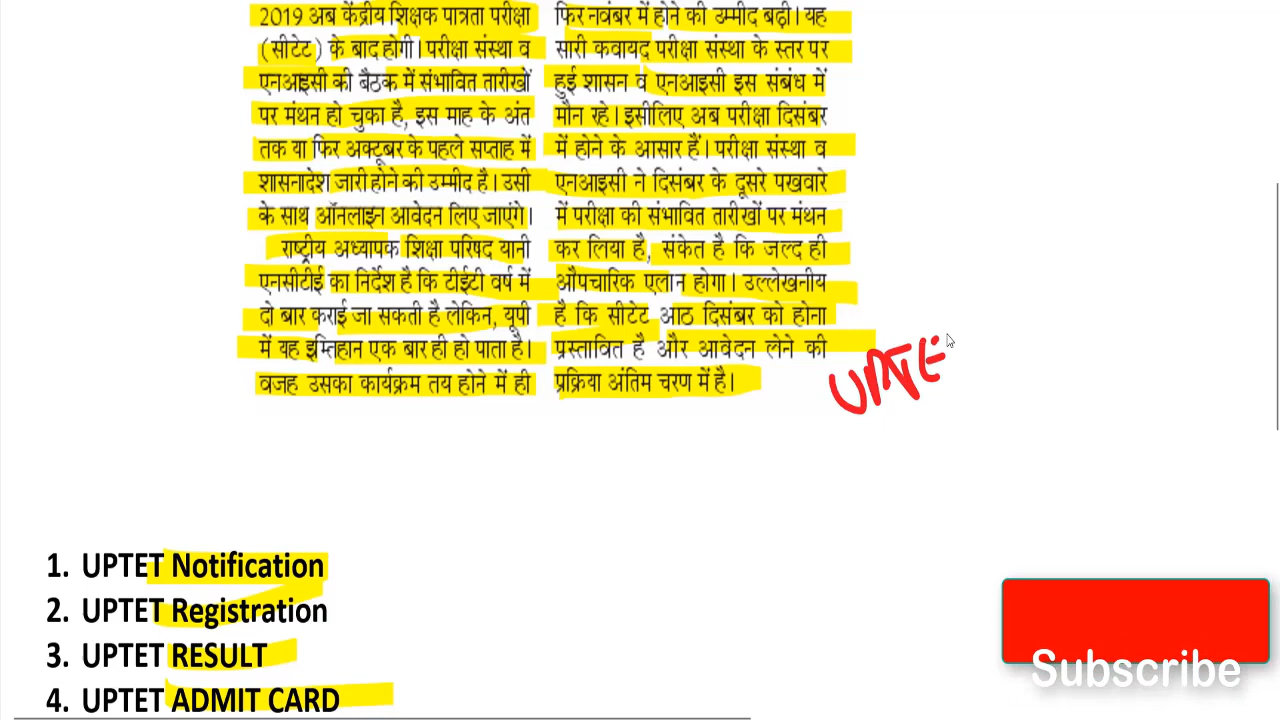 2019 अब केंद्रीय शिक्षक पात्रता परीक्षा
(सीटेट) के बाद होगी। परीक्षा संस्था व
एनआइसी की बैठक में संभावित तारीखों
पर मंथन हो चुका है, इस माह के अंत
तक या फिर अक्टूबर के पहले सप्ताह में
शासनादेश जारी होने की उम्मीद है। उसी
के साथ ऑनलाइन आवेदन लिए जाएंगे।
राष्ट्रीय अध्यापक शिक्षा परिषद यानी
एनसीटीई का निर्देश है कि टीईटी वर्ष में
दो बार कराई जा सकती है लेकिन, यूपी
में यह इम्तिहान एक बार ही हो पाता है।
वजह उसका कार्यक्रम तय होने में ही
फिर नवंबर में होने की उम्मीद बढ़ी। यह
सारी कवायद परीक्षा संस्था के स्तर पर
हुई शासन व एनआइसी इस संबंध में
मौन रहे। इसीलिए अब परीक्षा दिसंबर
में होने के आसार हैं। परीक्षा संस्था व
एनआइसी ने दिसंबर के दूसरे पखवारे
में परीक्षा की संभावित तारीखों पर मंथन
कर लिया है, संकेत है कि जल्द ही
औपचारिक एलान होगा। उल्लेखनीय
है कि सीटेट आठ दिसंबर को होना
प्रस्तावित है और आवेदन लेने की
प्रक्रिया अंतिम चरण में है।
UPTE
1. UPTET Notification
2. UPTET Registration
3. UPTET RESULT
4. UPTET ADMIT CARD
Subscribe